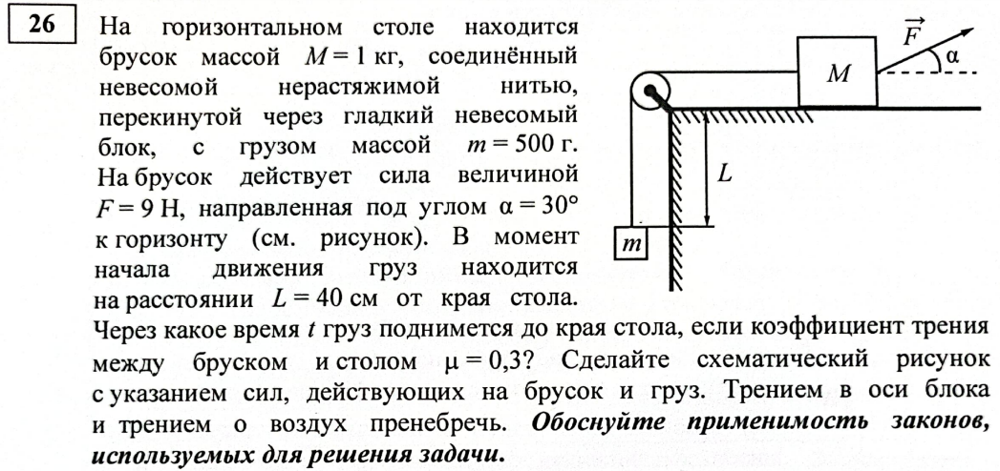 26
На горизонтальном столе находится
брусок массой M = 1 кг, соединённый
невесомой нерастяжимой нитью,
перекинутой через гладкий невесомый
блок, с грузом массой m = 500 г.
На брусок действует сила величиной
F = 9 Н, направленная под углом α = 30°
к горизонту (см. рисунок). В момент
начала движения груз находится
на расстоянии L = 40 см от края стола.
Через какое время t груз поднимется до края стола, если коэффициент трения
между бруском и столом μ = 0,3? Сделайте схематический рисунок
с указанием сил, действующих на брусок и груз. Трением в оси блока
и трением о воздух пренебречь. Обоснуйте применимость законов,
используемых для решения задачи.
F⃗
α
M
L
m